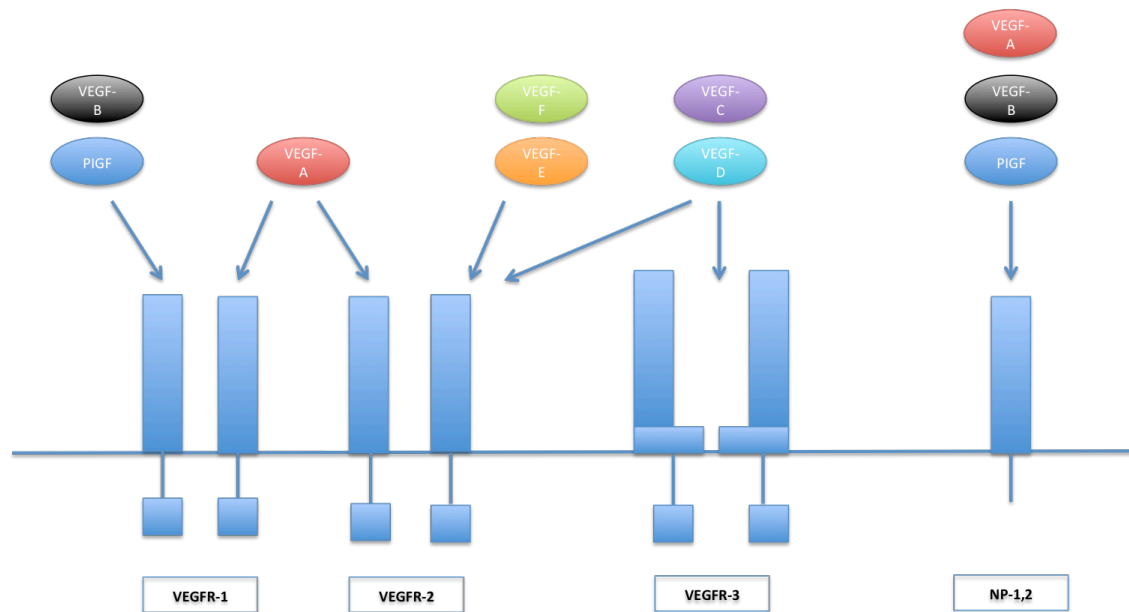 VEGF-
A
VEGF-
B
VEGF-
F
VEGF-
C
VEGF-
B
PIGF
VEGF-
A
VEGF-
E
VEGF-
D
PIGF
VEGFR-1
VEGFR-2
VEGFR-3
NP-1,2